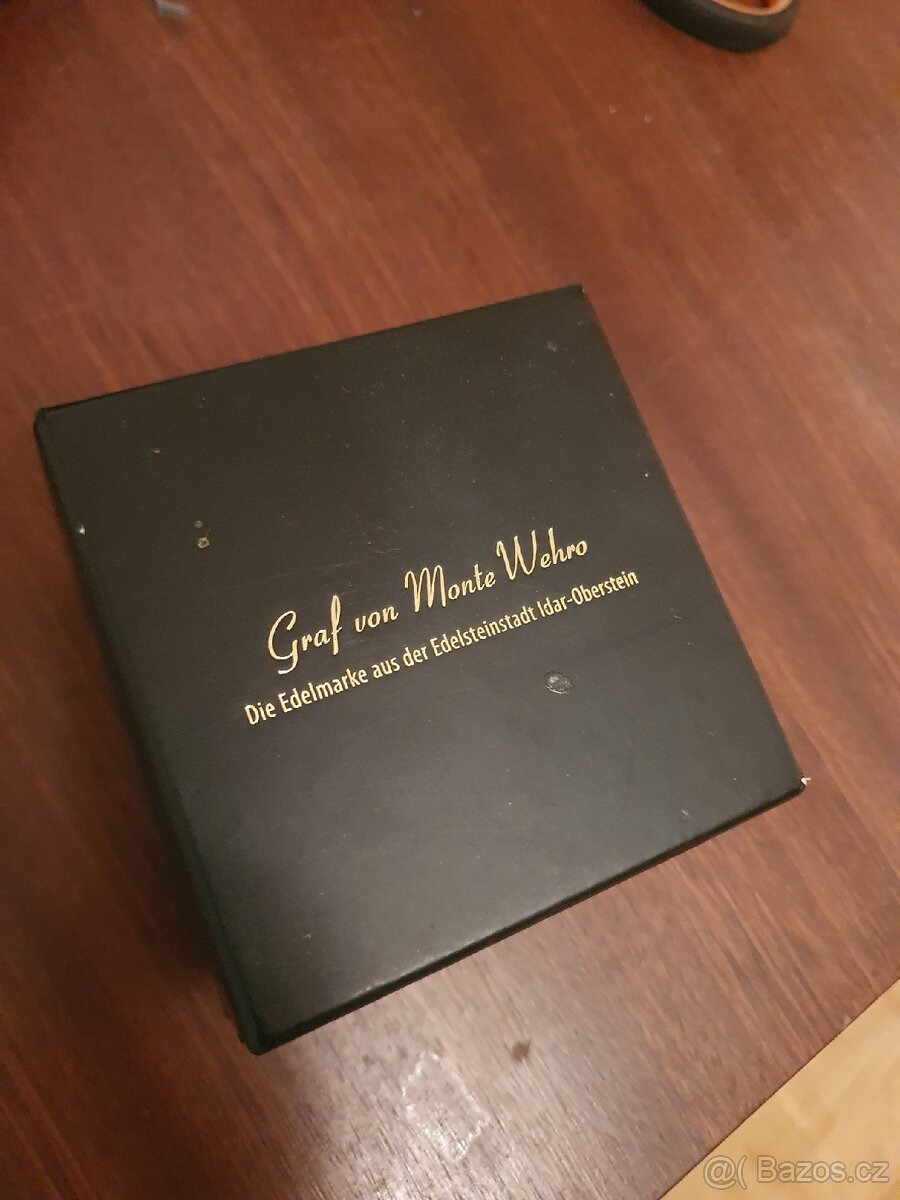 Graf von Monte Wehro
Die Edelmarke aus der Edelsteinstadt Idar-Oberstein
@( Bazos.cz